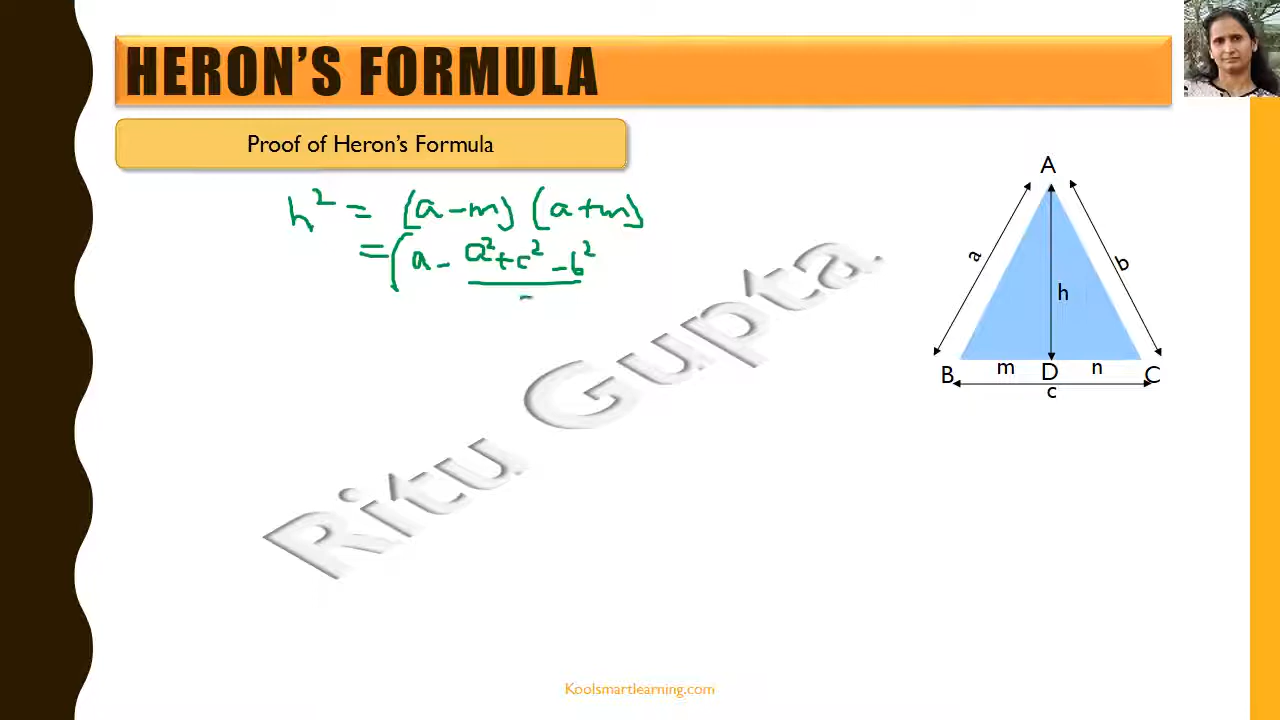 HERON'S FORMULA
Proof of Heron's Formula
h² = (a - m) (a + m)
= (a - a² + c² - b²
A
a
b
h
B
m
D
n
C
c
Ritu Gupta
Koolsmartlearning.com